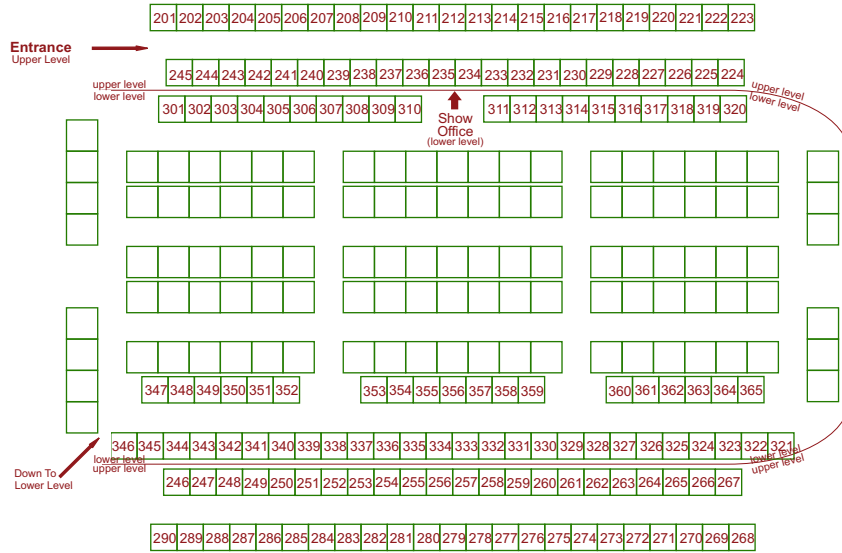 201 202 203 204 205 206 207 208 209 210 211 212 213 214 215 216 217 218 219 220 221 222 223
Entrance
Upper Level
245 244 243 242 241 240 239 238 237 236 235 234 233 232 231 230 229 228 227 226 225 224
upper level upper level
lower level lower level
301 302 303 304 305 306 307 308 309 310 311 312 313 314 315 316 317 318 319 320
Show
Office
(lower level)
347 348 349 350 351 352 353 354 355 356 357 358 359 360 361 362 363 364 365
346 345 344 343 342 341 340 339 338 337 336 335 334 333 332 331 330 329 328 327 326 325 324 323 322 321
lower level lower level
upper level upper level
Down To
Lower Level
246 247 248 249 250 251 252 253 254 255 256 257 258 259 260 261 262 263 264 265 266 267
290 289 288 287 286 285 284 283 282 281 280 279 278 277 276 275 274 273 272 271 270 269 268